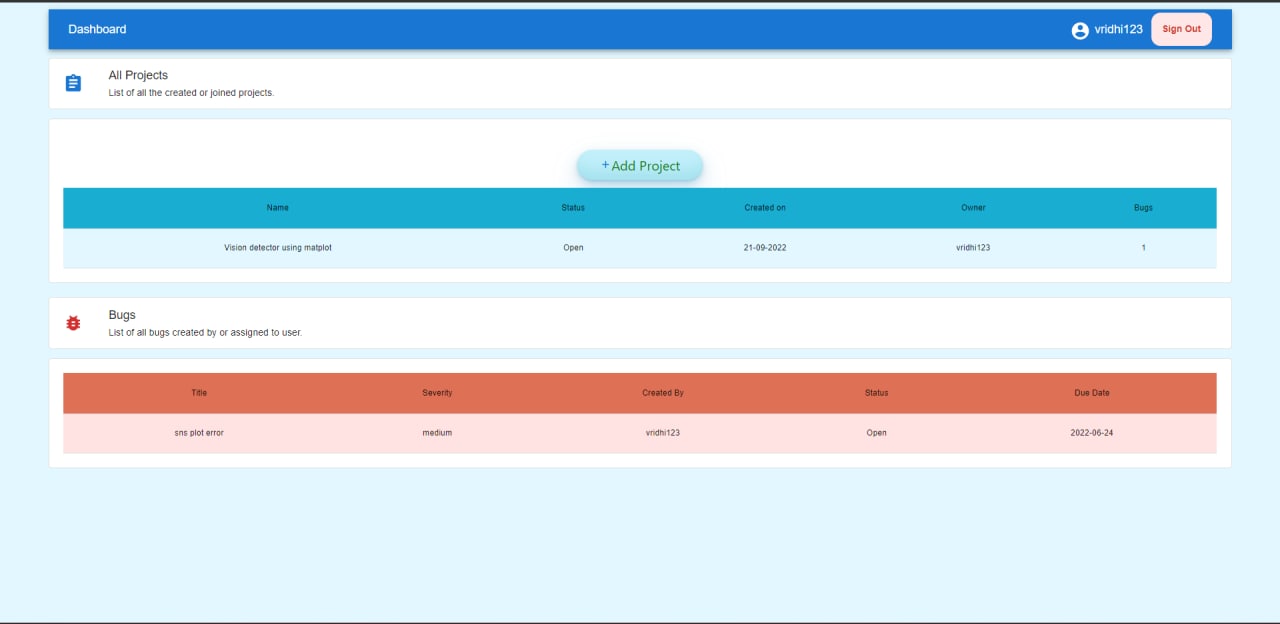 Dashboard vridhi123 Sign Out
All Projects
List of all the created or joined projects.
+ Add Project
Name Status Created on Owner Bugs
Vision detector using matplot Open 21-09-2022 vridhi123 1
Bugs
List of all bugs created by or assigned to user.
Title Severity Created By Status Due Date
sns plot error medium vridhi123 Open 2022-06-24